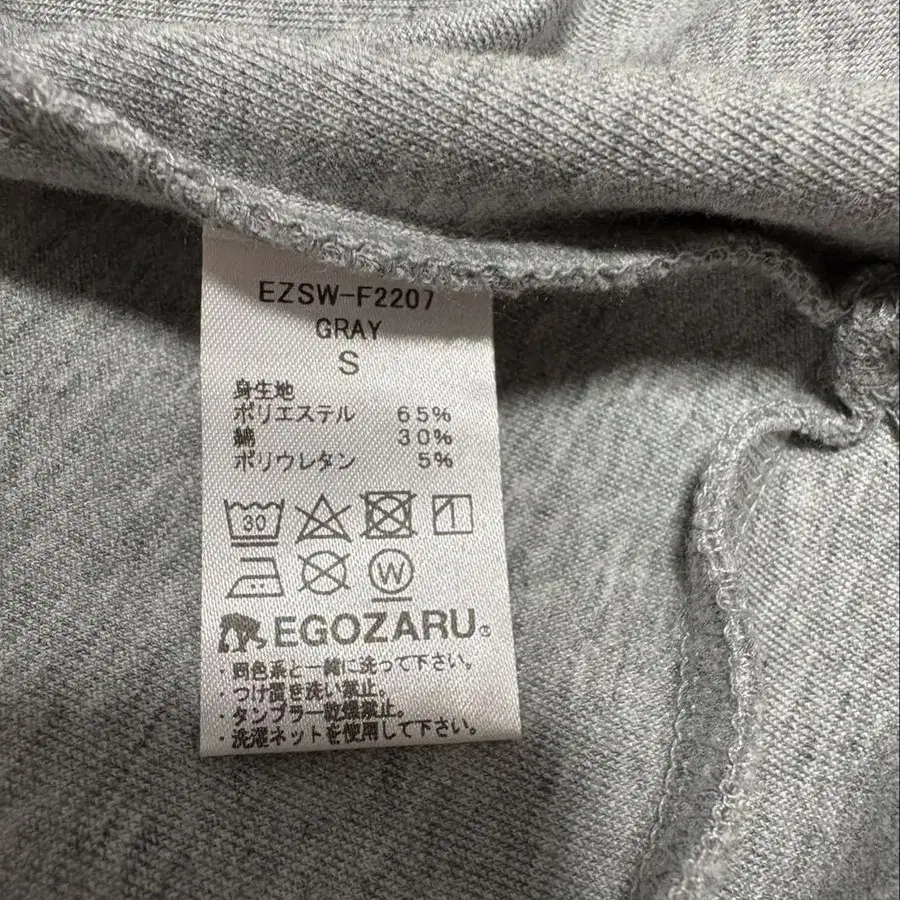 EZSW-F2207
GRAY
S
身生地
ポリエステル 65%
綿 30%
ポリウレタン 5%
30
W
EGOZARU®
・同色系と一緒に洗って下さい。
・つけ置き洗い禁止。
・タンブラー乾燥禁止。
・洗濯ネットを使用して下さい。